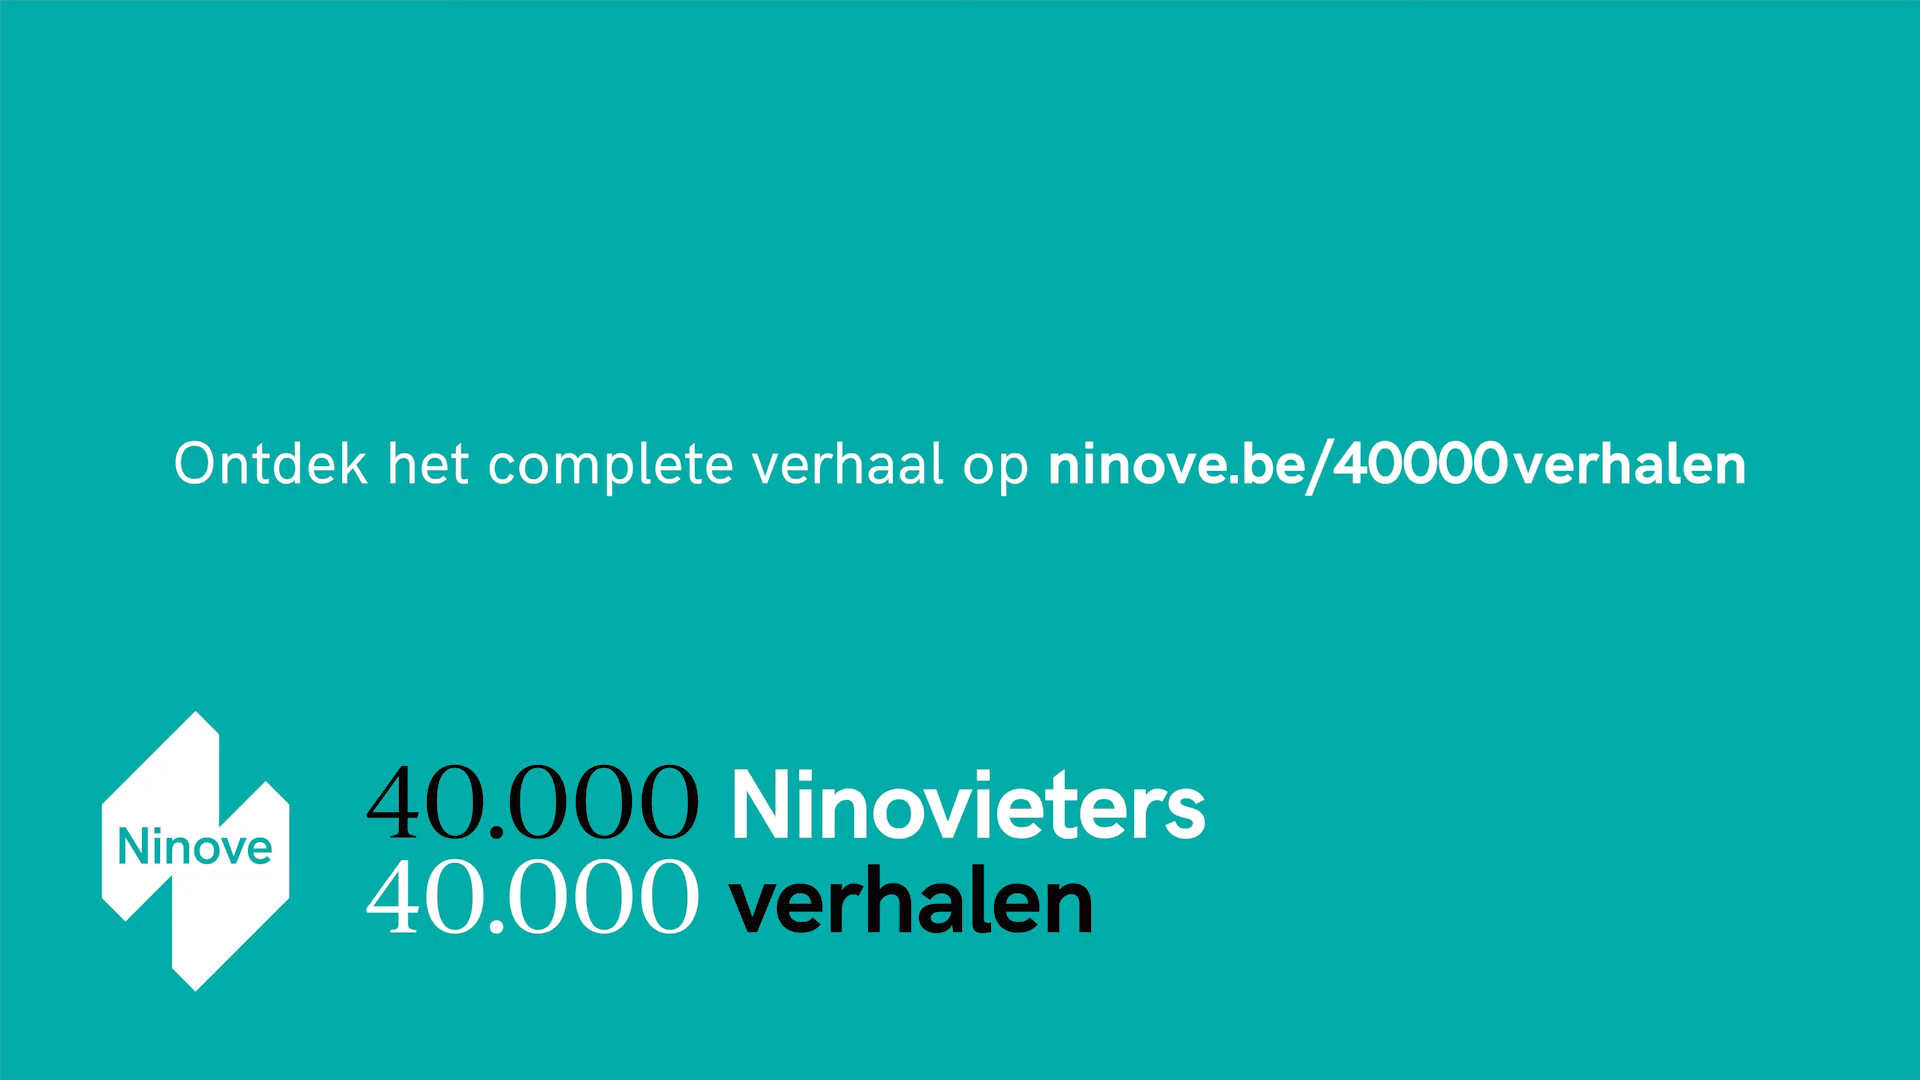 Ontdek het complete verhaal op ninove.be/40000verhalen
Ninove
40.000 Ninovieters
40.000 verhalen